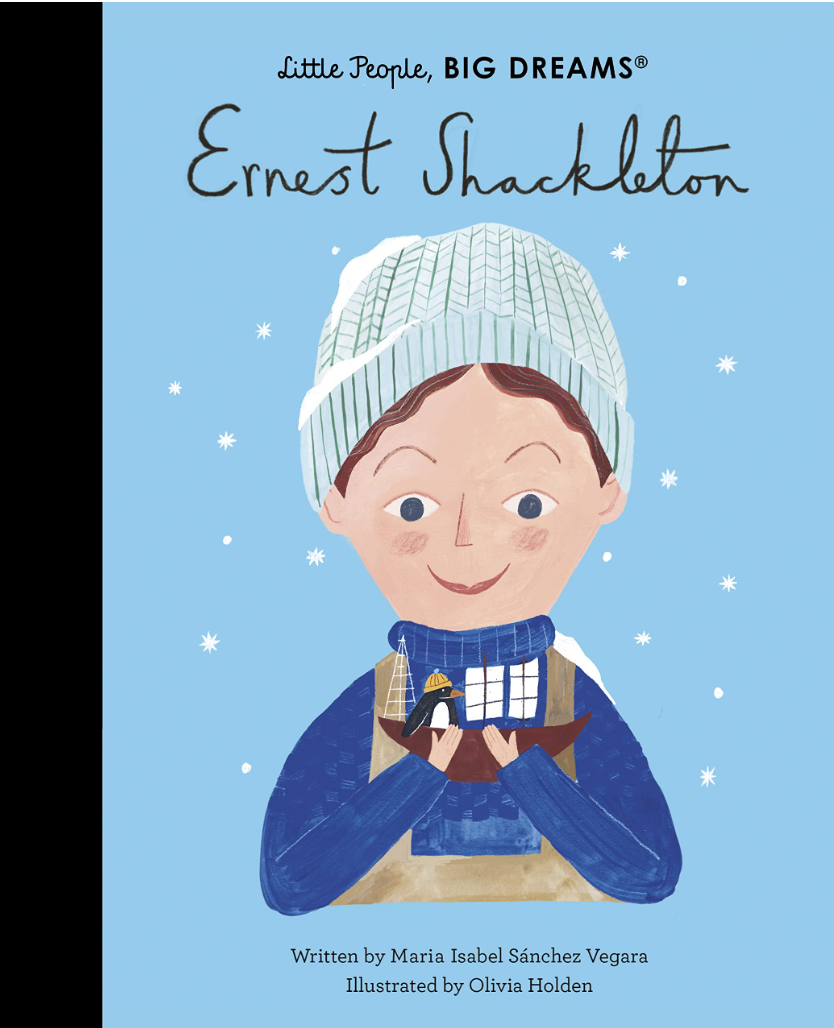 Little People, BIG DREAMS®
Ernest Shackleton
Written by Maria Isabel Sánchez Vegara
Illustrated by Olivia Holden